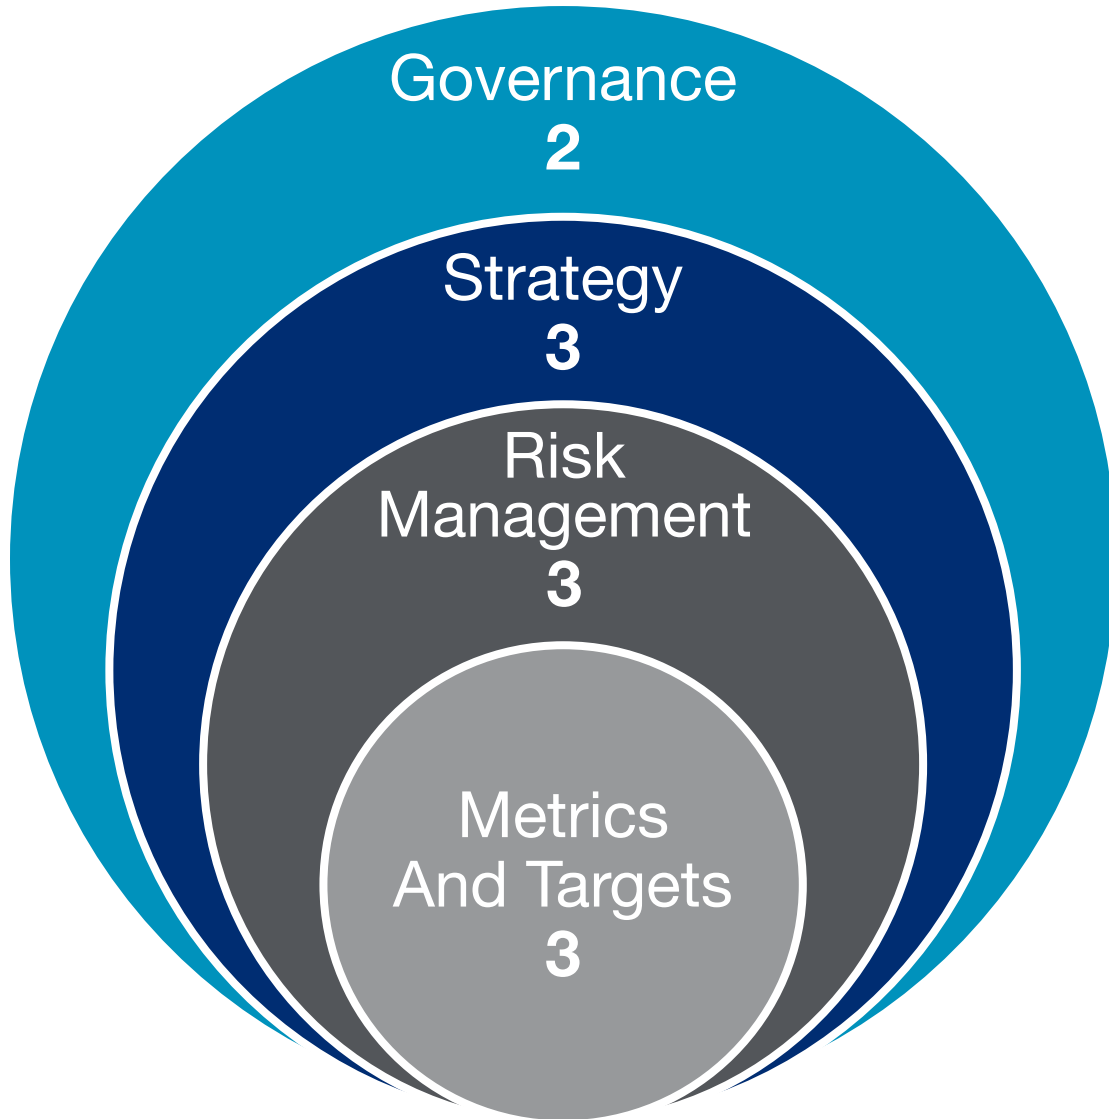 Governance
2
Strategy
3
Risk
Management
3
Metrics
And Targets
3